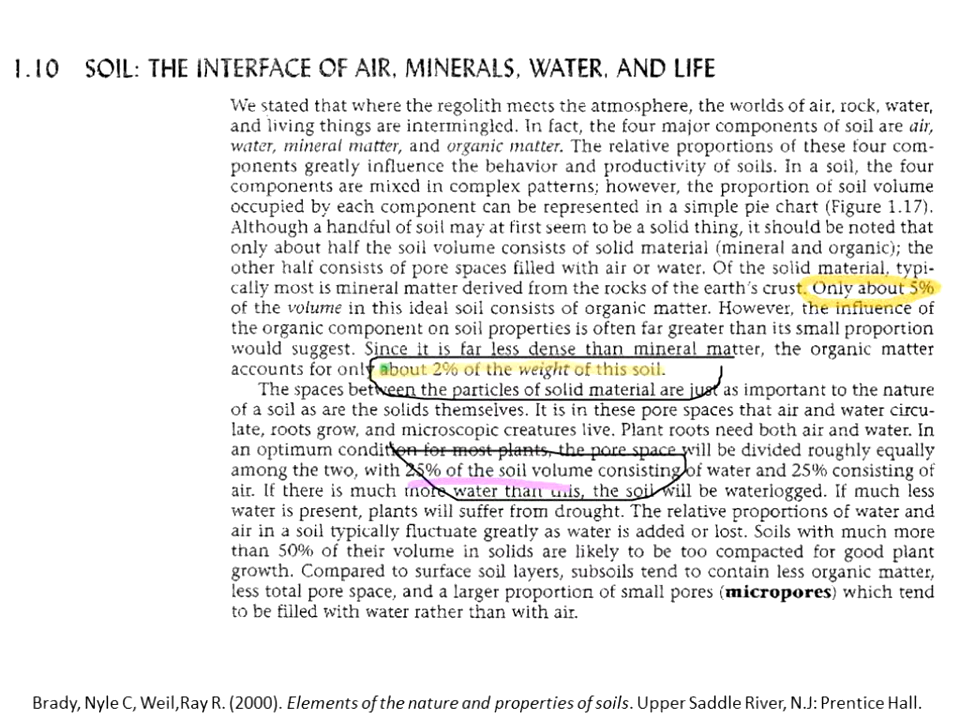 1.10 SOIL: THE INTERFACE OF AIR, MINERALS, WATER, AND LIFE
We stated that where the regolith meets the atmosphere, the worlds of air, rock, water,
and living things are intermingled. In fact, the four major components of soil are air,
water, mineral matter, and organic matter. The relative proportions of these four com-
ponents greatly influence the behavior and productivity of soils. In a soil, the four
components are mixed in complex patterns; however, the proportion of soil volume
occupied by each component can be represented in a simple pie chart (Figure 1.17).
Although a handful of soil may at first seem to be a solid thing, it should be noted that
only about half the soil volume consists of solid material (mineral and organic); the
other half consists of pore spaces filled with air or water. Of the solid material, typi-
cally most is mineral matter derived from the rocks of the earth's crust. Only about 5%
of the volume in this ideal soil consists of organic matter. However, the influence of
the organic component on soil properties is often far greater than its small proportion
would suggest. Since it is far less dense than mineral matter, the organic matter
accounts for only about 2% of the weight of this soil.
The spaces between the particles of solid material are just as important to the nature
of a soil as are the solids themselves. It is in these pore spaces that air and water circu-
late, roots grow, and microscopic creatures live. Plant roots need both air and water. In
an optimum condition for most plants, the pore space will be divided roughly equally
among the two, with 25% of the soil volume consisting of water and 25% consisting of
air. If there is much more water than this, the soil will be waterlogged. If much less
water is present, plants will suffer from drought. The relative proportions of water and
air in a soil typically fluctuate greatly as water is added or lost. Soils with much more
than 50% of their volume in solids are likely to be too compacted for good plant
growth. Compared to surface soil layers, subsoils tend to contain less organic matter,
less total pore space, and a larger proportion of small pores (micropores) which tend
to be filled with water rather than with air.
Brady, Nyle C, Weil,Ray R. (2000). Elements of the nature and properties of soils. Upper Saddle River, N.J: Prentice Hall.